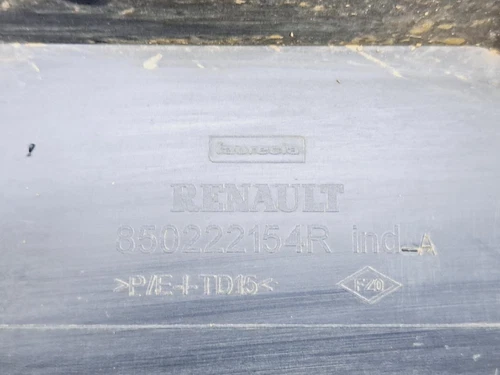 faurecia
RENAULT
850222154R ind_A
>P/E-I-TD15<
F20